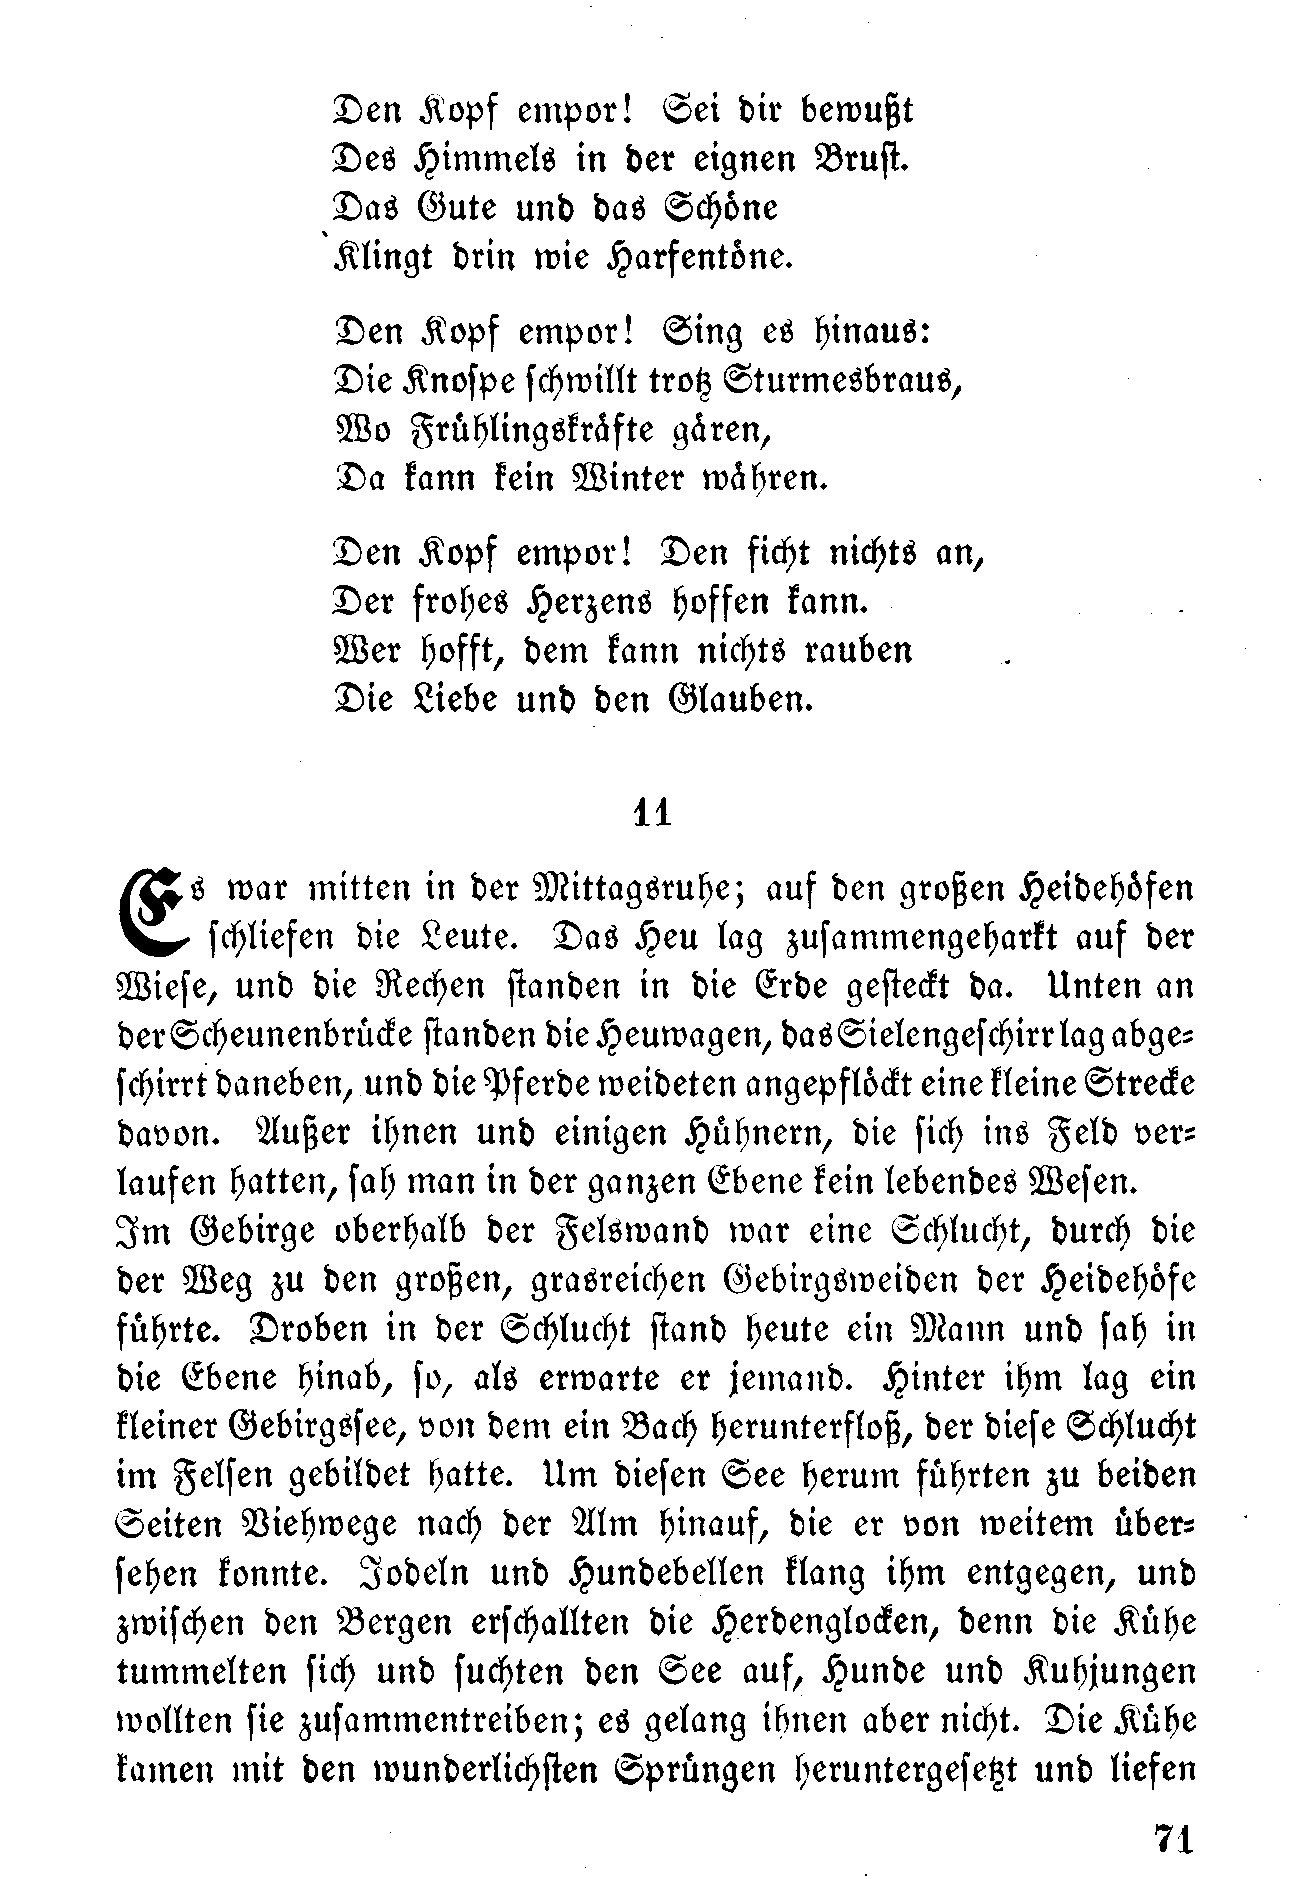 Den Kopf empor! Sei dir bewußt
Des Himmels in der eignen Brust.
Das Gute und das Schöne
Klingt drin wie Harfentöne.
Den Kopf empor! Sing es hinaus:
Die Knospe schwillt trotz Sturmesbraus,
Wo Frühlingskräfte gären,
Da kann kein Winter währen.
Den Kopf empor! Den ficht nichts an,
Der frohes Herzens hoffen kann.
Wer hofft, dem kann nichts rauben
Die Liebe und den Glauben.
11
Es war mitten in der Mittagsruhe; auf den großen Heidehöfen
schliefen die Leute. Das Heu lag zusammengeharkt auf der
Wiese, und die Rechen standen in die Erde gesteckt da. Unten an
der Scheunenbrücke standen die Heuwagen, das Sielengeschirr lag abge-
schirrt daneben, und die Pferde weideten angepflöckt eine kleine Strecke
davon. Außer ihnen und einigen Hühnern, die sich ins Feld ver-
laufen hatten, sah man in der ganzen Ebene kein lebendes Wesen.
Im Gebirge oberhalb der Felswand war eine Schlucht, durch die
der Weg zu den großen, grasreichen Gebirgsweiden der Heidehöfe
führte. Droben in der Schlucht stand heute ein Mann und sah in
die Ebene hinab, so, als erwarte er jemand. Hinter ihm lag ein
kleiner Gebirgssee, von dem ein Bach herunterfloß, der diese Schlucht
im Felsen gebildet hatte. Um diesen See herum führten zu beiden
Seiten Viehwege nach der Alm hinauf, die er von weitem über-
sehen konnte. Jodeln und Hundebellen klang ihm entgegen, und
zwischen den Bergen erschallten die Herdenglocken, denn die Kühe
tummelten sich und suchten den See auf, Hunde und Kuhjungen
wollten sie zusammentreiben; es gelang ihnen aber nicht. Die Kühe
kamen mit den wunderlichsten Sprüngen heruntergesetzt und liefen
71